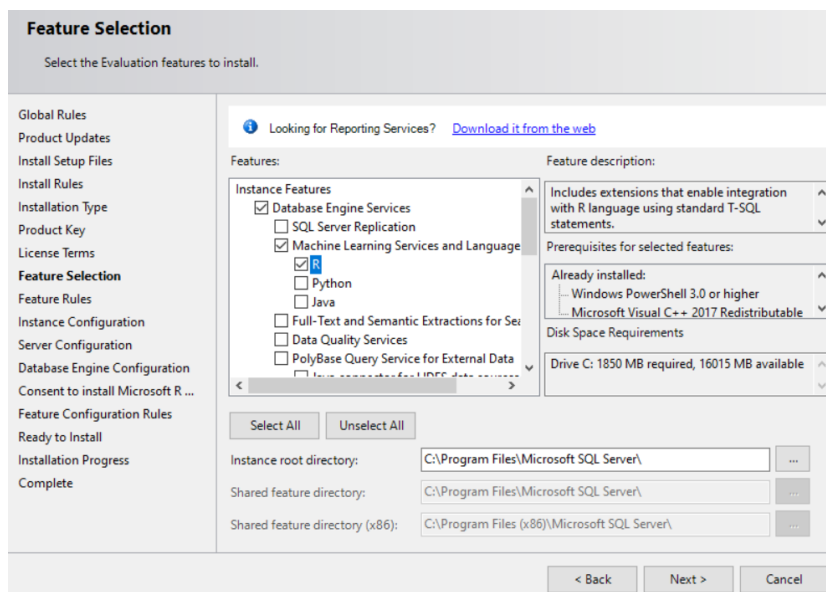 Feature Selection
Select the Evaluation features to install.
Global Rules
Product Updates
Install Setup Files
Install Rules
Installation Type
Product Key
License Terms
Feature Selection
Feature Rules
Instance Configuration
Server Configuration
Database Engine Configuration
Consent to install Microsoft R ...
Feature Configuration Rules
Ready to Install
Installation Progress
Complete
Looking for Reporting Services? Download it from the web
Features:
Instance Features
Database Engine Services
SQL Server Replication
Machine Learning Services and Language
R
Python
Java
Full-Text and Semantic Extractions for Sea
Data Quality Services
PolyBase Query Service for External Data
Java connector for HDFS data sources
Feature description:
Includes extensions that enable integration
with R language using standard T-SQL
statements.
Prerequisites for selected features:
Already installed:
Windows PowerShell 3.0 or higher
Microsoft Visual C++ 2017 Redistributable
Disk Space Requirements
Drive C: 1850 MB required, 16015 MB available
Select All Unselect All
Instance root directory: C:\Program Files\Microsoft SQL Server\ ...
Shared feature directory: C:\Program Files\Microsoft SQL Server\ ...
Shared feature directory (x86): C:\Program Files (x86)\Microsoft SQL Server\ ...
< Back Next > Cancel